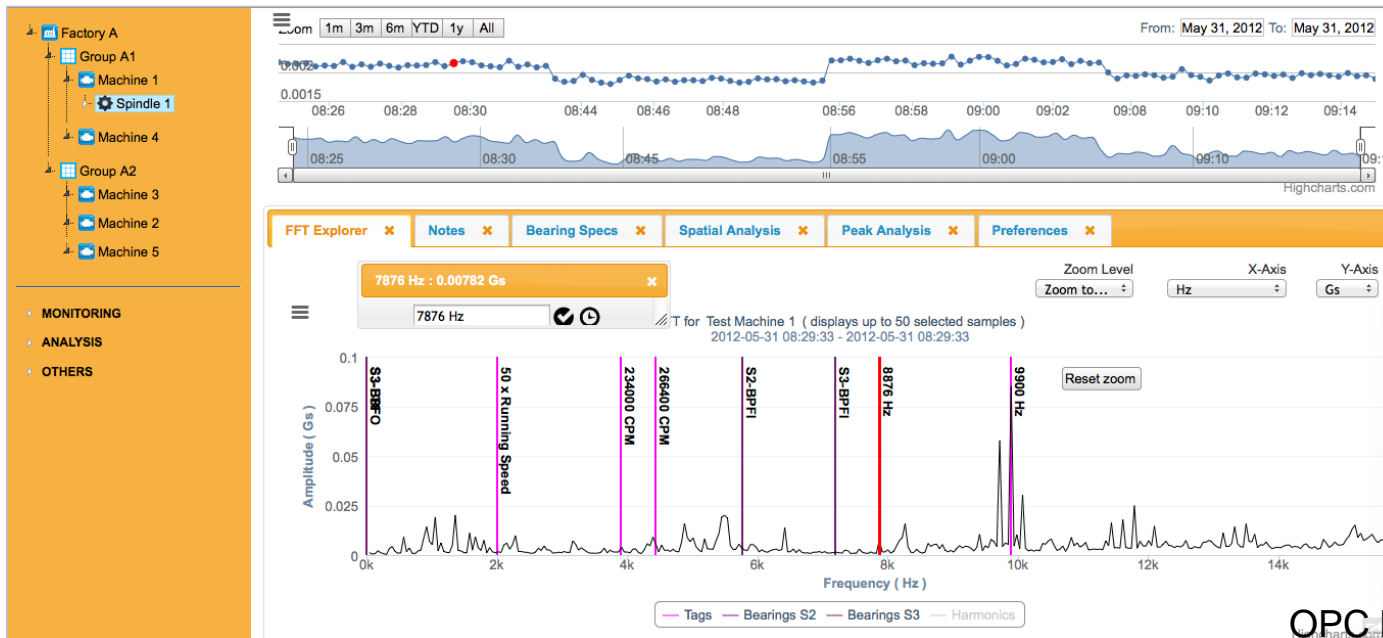 Factory A
Group A1
Machine 1
Spindle 1
Machine 4
Group A2
Machine 3
Machine 2
Machine 5
MONITORING
ANALYSIS
OTHERS
1m 3m 6m YTD 1y All
From: May 31, 2012 To: May 31, 2012
0.002
0.0015
08:26 08:28 08:30 08:44 08:46 08:48 08:56 08:58 09:00 09:02 09:08 09:10 09:12 09:14
08:25 08:30 08:45 08:55 09:00 09:10
Highcharts.com
FFT Explorer Notes Bearing Specs Spatial Analysis Peak Analysis Preferences
7876 Hz : 0.00782 Gs
7876 Hz
Zoom Level X-Axis Y-Axis
Zoom to... Hz Gs
for Test Machine 1 ( displays up to 50 selected samples )
2012-05-31 08:29:33 - 2012-05-31 08:29:33
Reset zoom
Amplitude ( Gs )
0.1
0.075
0.05
0.025
0
50 x Running Speed
234000 CPM
266400 CPM
S2-BPFI
S3-BPFI
8876 Hz
9900 Hz
0k 2k 4k 6k 8k 10k 12k 14k
Frequency ( Hz )
Tags Bearings S2 Bearings S3 Harmonics
OPC